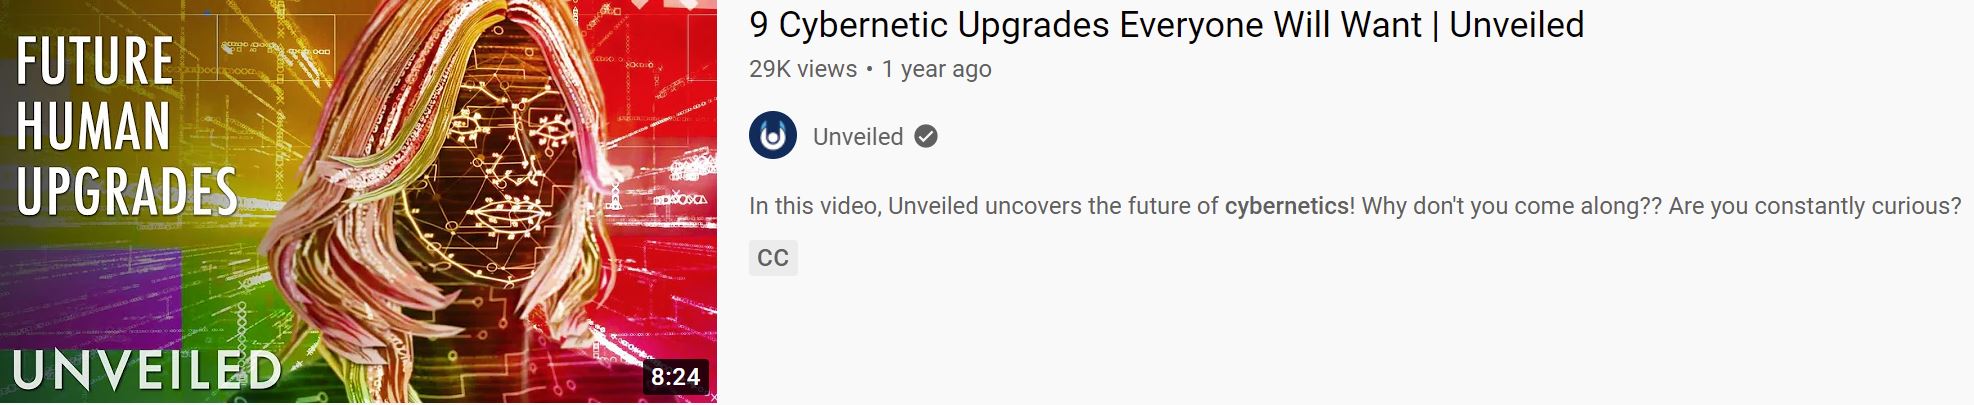 FUTURE
HUMAN
UPGRADES
UNVEILED
8:24
9 Cybernetic Upgrades Everyone Will Want | Unveiled
29K views • 1 year ago
Unveiled
In this video, Unveiled uncovers the future of cybernetics! Why don't you come along?? Are you constantly curious?
CC